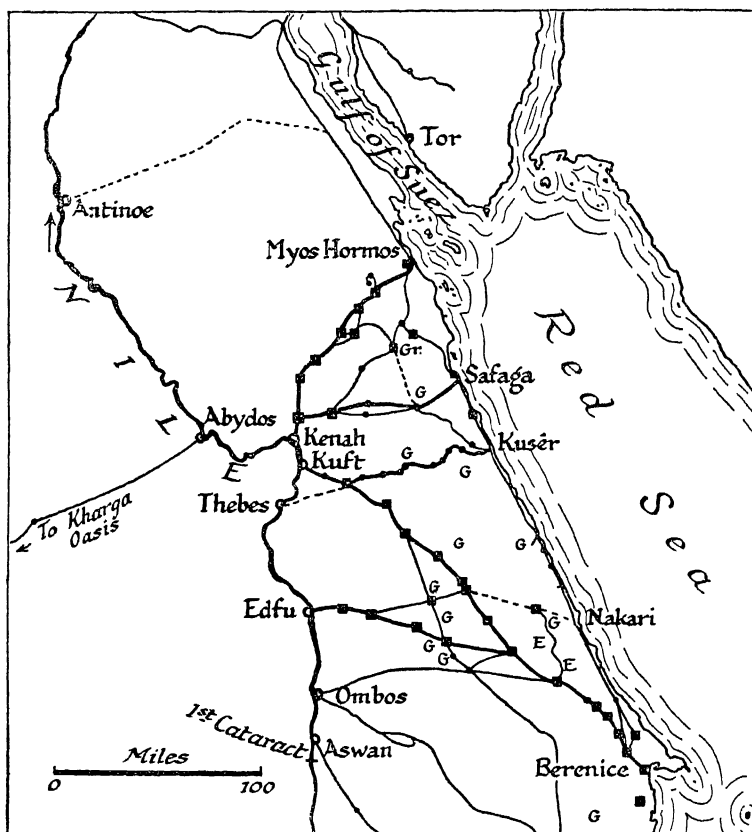 Gulf of Suez
Tor
Antinoe
Myos Hormos
NILE
Red
Gr.
Safaga
G
Abydos
Kenah
Kusêr
Kuft
G
G
Thebes
To Kharga
Oasis
Sea
G
G
G
Edfu
G
G
Nakari
G
E
G
E
Ombos
1st Cataract
Aswan
Miles
0 100
Berenice
G